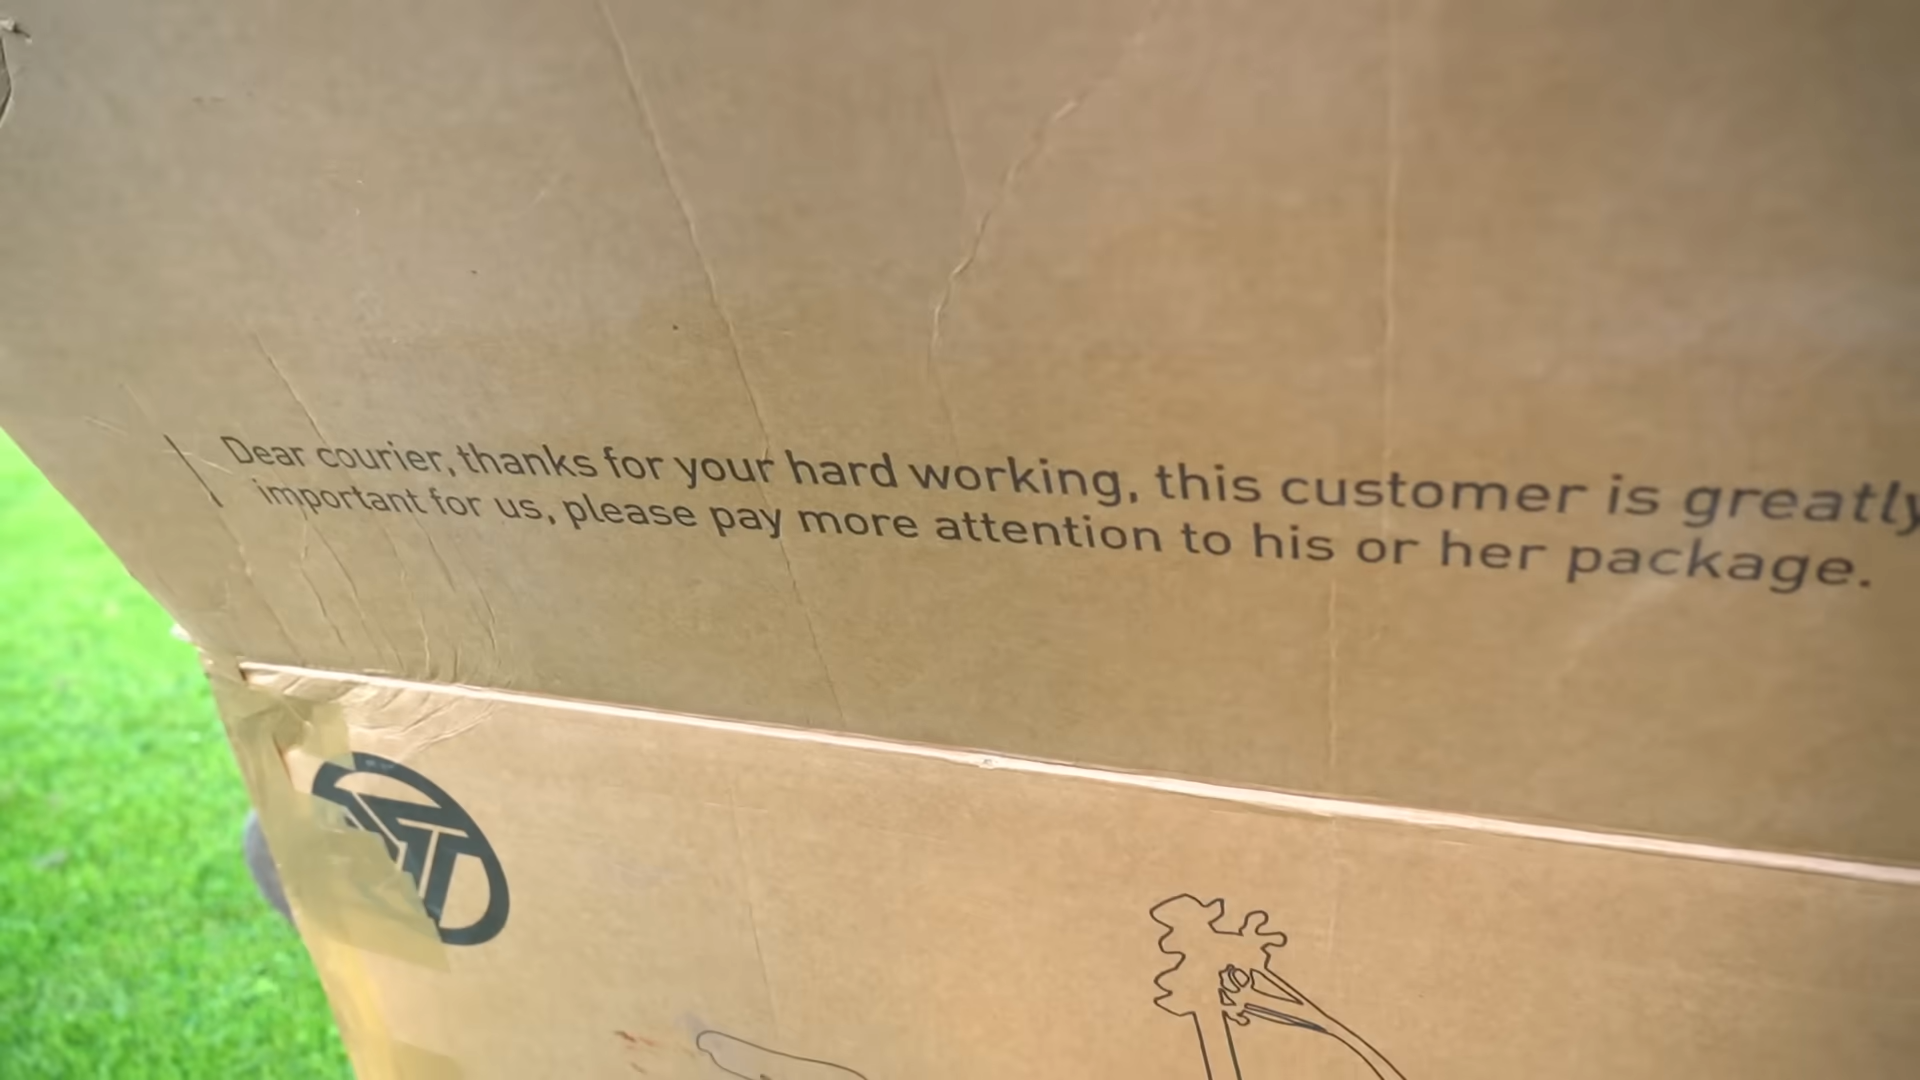 Dear courier, thanks for your hard working, this customer is greatly
important for us, please pay more attention to his or her package.